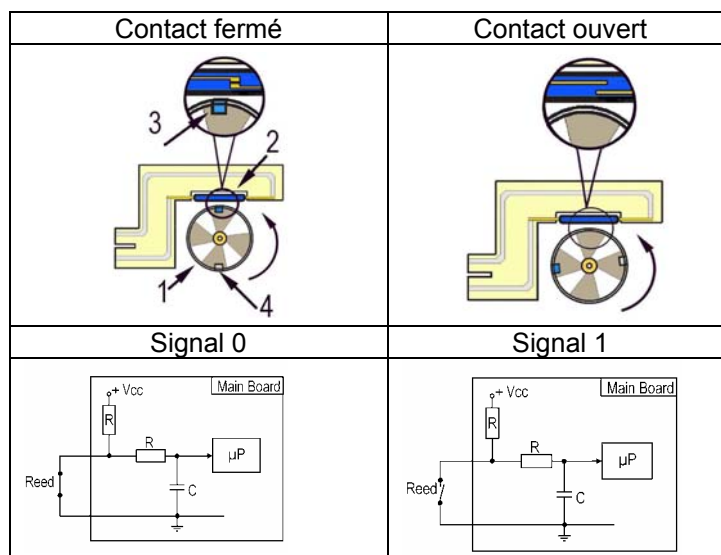 Contact fermé
Contact ouvert
3
2
1
4
Signal 0
Signal 1
+ Vcc
Main Board
R
R
µP
Reed
C
+ Vcc
Main Board
R
R
µP
Reed
C